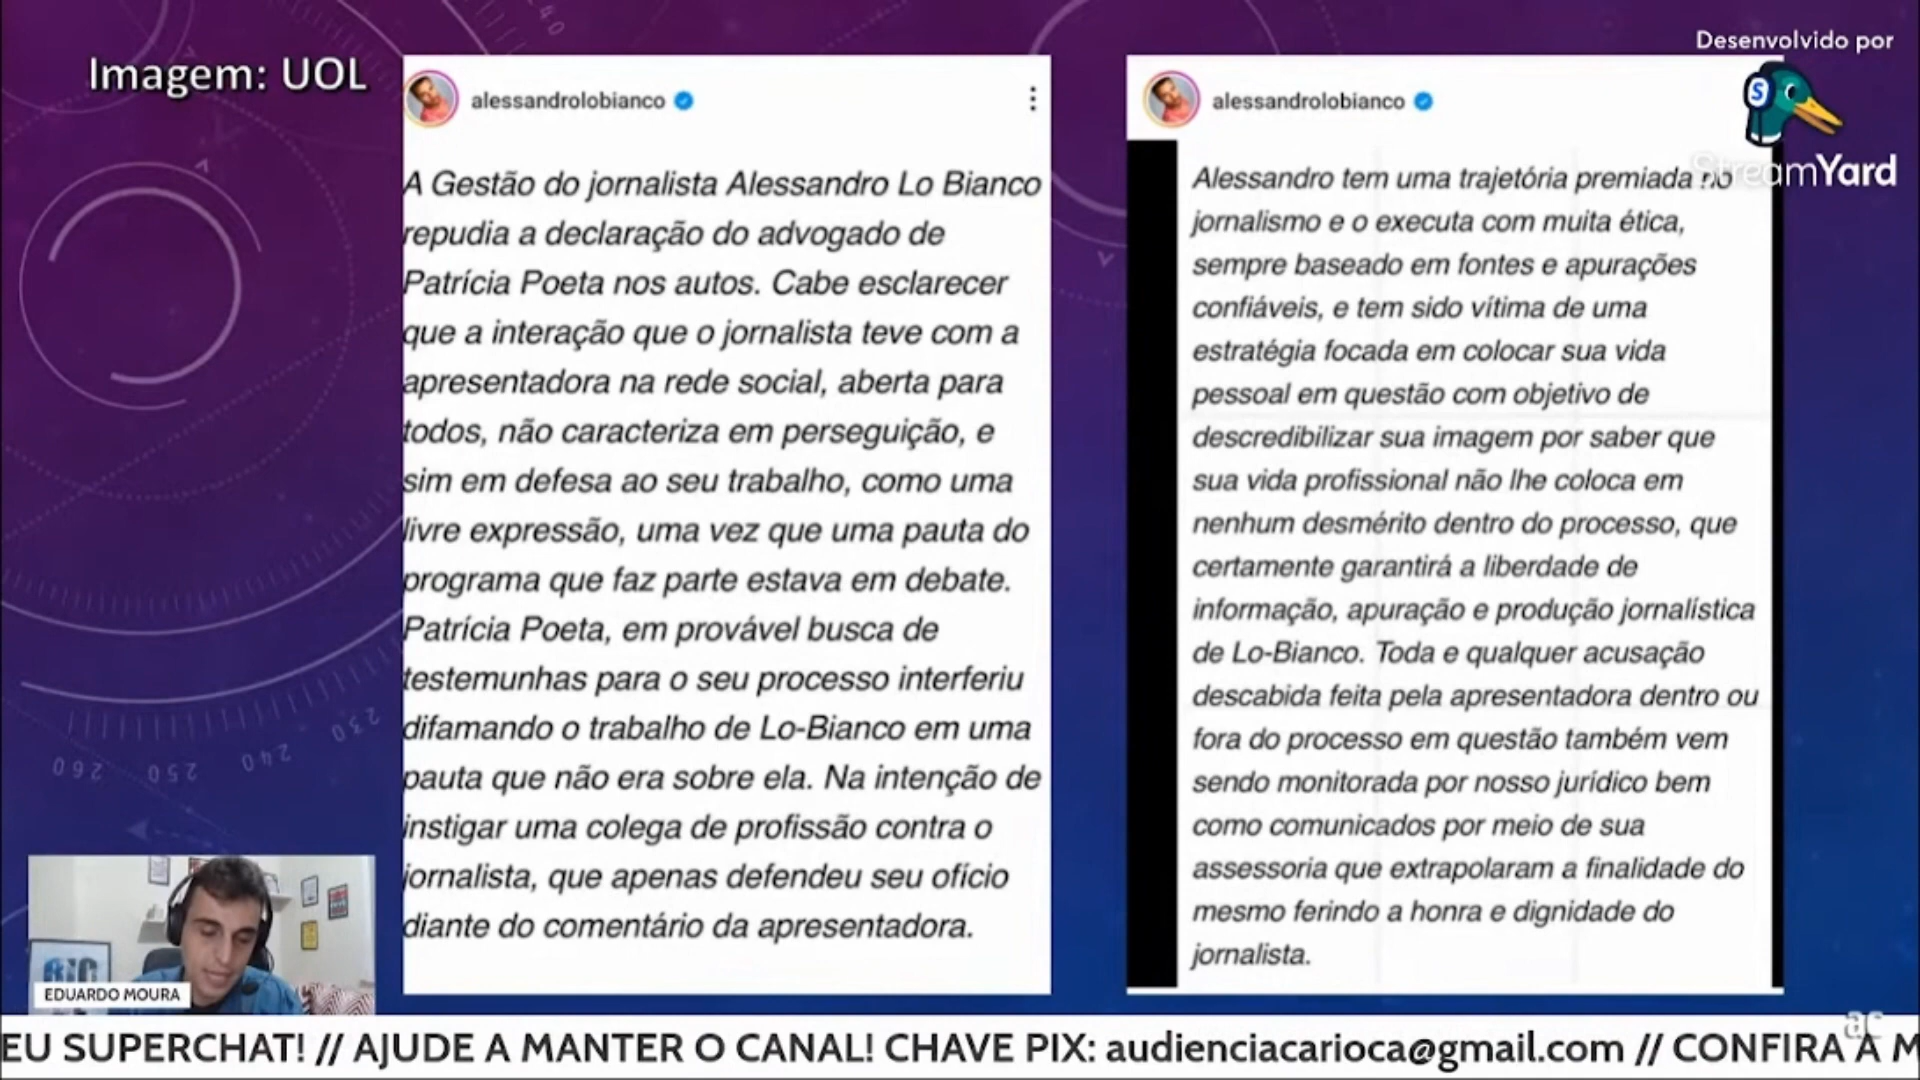 Imagem: UOL
alessandrolobianco
A Gestão do jornalista Alessandro Lo Bianco
repudia a declaração do advogado de
Patrícia Poeta nos autos. Cabe esclarecer
que a interação que o jornalista teve com a
apresentadora na rede social, aberta para
todos, não caracteriza em perseguição, e
sim em defesa ao seu trabalho, como uma
livre expressão, uma vez que uma pauta do
programa que faz parte estava em debate.
Patrícia Poeta, em provável busca de
testemunhas para o seu processo interferiu
difamando o trabalho de Lo-Bianco em uma
pauta que não era sobre ela. Na intenção de
instigar uma colega de profissão contra o
jornalista, que apenas defendeu seu ofício
diante do comentário da apresentadora.
alessandrolobianco
Alessandro tem uma trajetória premiada no
jornalismo e o executa com muita ética,
sempre baseado em fontes e apurações
confiáveis, e tem sido vítima de uma
estratégia focada em colocar sua vida
pessoal em questão com objetivo de
descredibilizar sua imagem por saber que
sua vida profissional não lhe coloca em
nenhum desmérito dentro do processo, que
certamente garantirá a liberdade de
informação, apuração e produção jornalística
de Lo-Bianco. Toda e qualquer acusação
descabida feita pela apresentadora dentro ou
fora do processo em questão também vem
sendo monitorada por nosso jurídico bem
como comunicados por meio de sua
assessoria que extrapolaram a finalidade do
mesmo ferindo a honra e dignidade do
jornalista.
Desenvolvido por
S
StreamYard
240
230
240
250
260
EDUARDO MOURA
ac
EU SUPERCHAT! // AJUDE A MANTER O CANAL! CHAVE PIX: audienciacarioca@gmail.com // CONFIRA A M